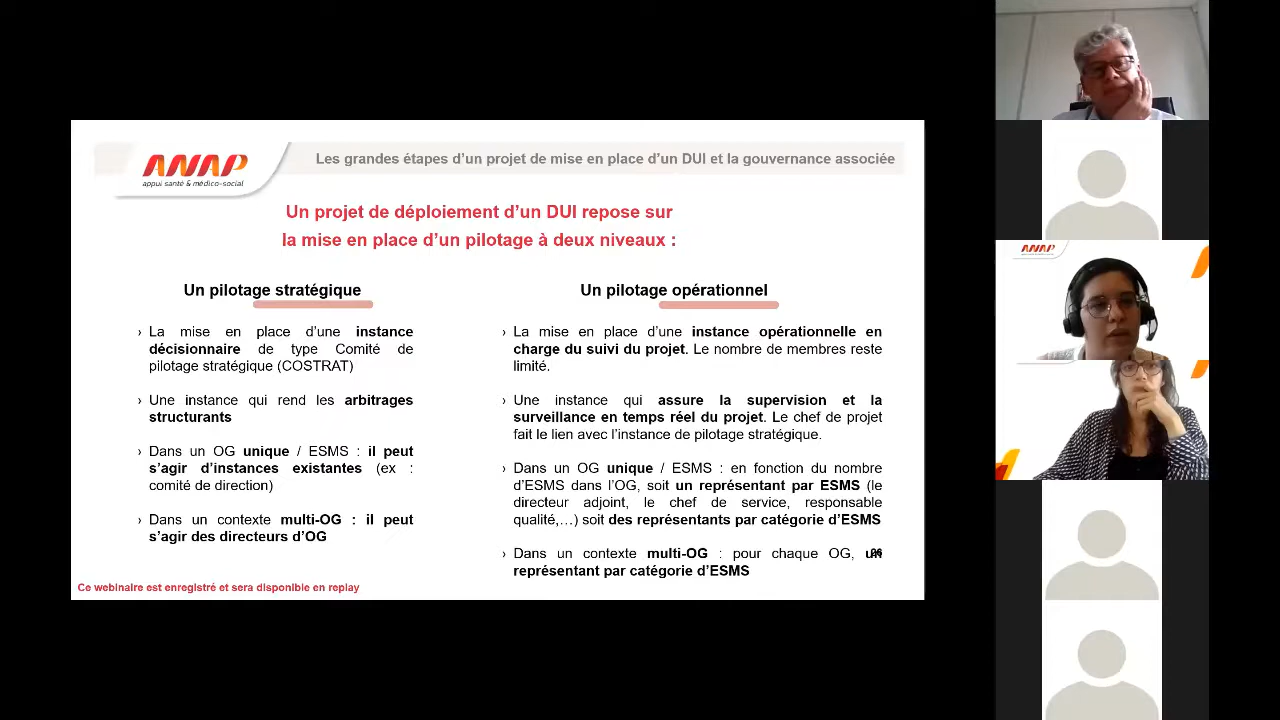 ANAP
appui santé & médico-social
Les grandes étapes d'un projet de mise en place d'un DUI et la gouvernance associée
Un projet de déploiement d'un DUI repose sur
la mise en place d'un pilotage à deux niveaux :
Un pilotage stratégique
› La mise en place d'une instance
décisionnaire de type Comité de
pilotage stratégique (COSTRAT)
› Une instance qui rend les arbitrages
structurants
› Dans un OG unique / ESMS : il peut
s'agir d'instances existantes (ex :
comité de direction)
› Dans un contexte multi-OG : il peut
s'agir des directeurs d'OG
Un pilotage opérationnel
› La mise en place d'une instance opérationnelle en
charge du suivi du projet. Le nombre de membres reste
limité.
› Une instance qui assure la supervision et la
surveillance en temps réel du projet. Le chef de projet
fait le lien avec l'instance de pilotage stratégique.
› Dans un OG unique / ESMS : en fonction du nombre
d'ESMS dans l'OG, soit un représentant par ESMS (le
directeur adjoint, le chef de service, responsable
qualité,…) soit des représentants par catégorie d'ESMS
› Dans un contexte multi-OG : pour chaque OG, un
représentant par catégorie d'ESMS
26
Ce webinaire est enregistré et sera disponible en replay
ANAP